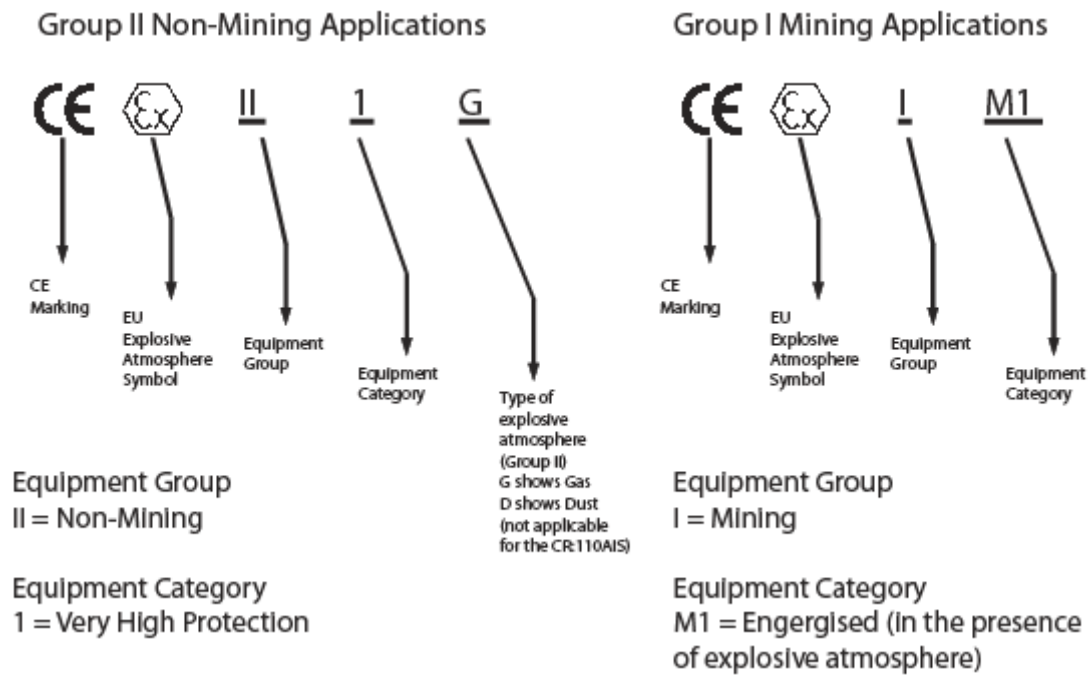 Group II Non-Mining Applications
CE Ex II 1 G
CE
Marking
EU
Explosive
Atmosphere
Symbol
Equipment
Group
Equipment
Category
Type of
explosive
atmosphere
(Group II)
G shows Gas
D shows Dust
(not applicable
for the CR:110AIS)
Equipment Group
II = Non-Mining
Equipment Category
1 = Very High Protection
Group I Mining Applications
CE Ex I M1
CE
Marking
EU
Explosive
Atmosphere
Symbol
Equipment
Group
Equipment
Category
Equipment Group
I = Mining
Equipment Category
M1 = Engergised (in the presence
of explosive atmosphere)